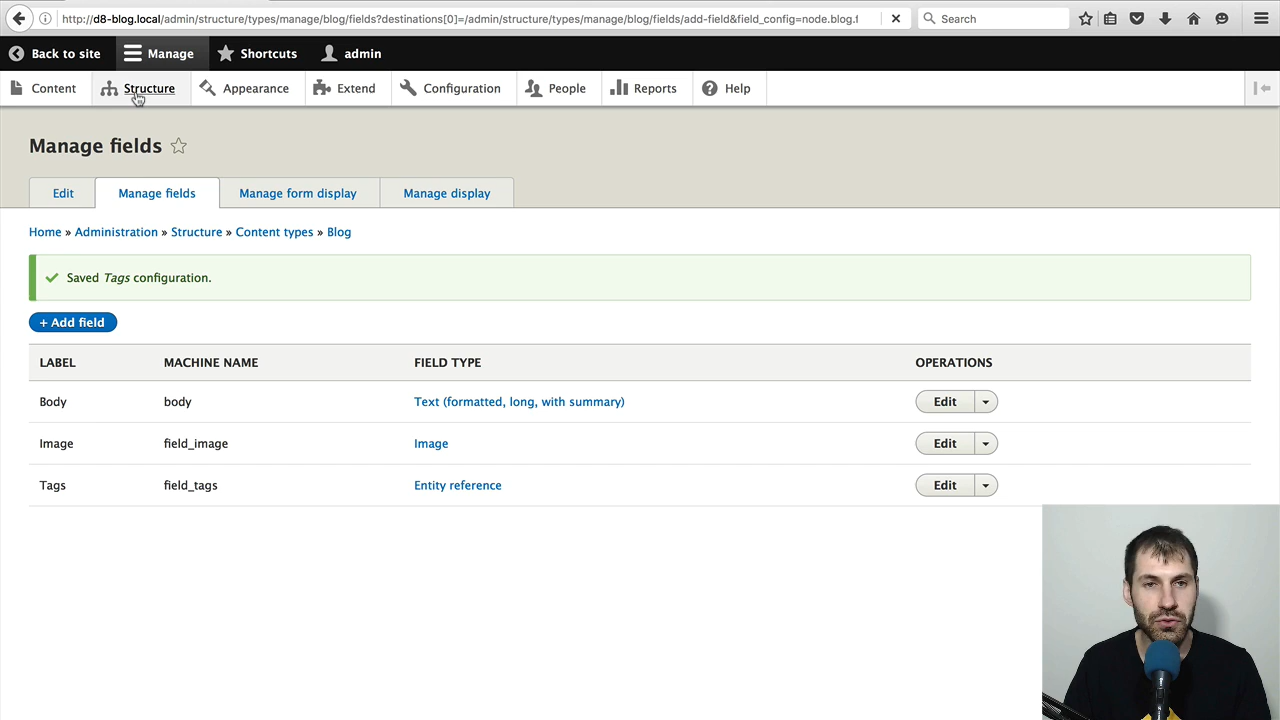 http://d8-blog.local/admin/structure/types/manage/blog/fields?destinations[0]=/admin/structure/types/manage/blog/fields/add-field&field_config=node.blog.f
Search
Back to site
Manage
Shortcuts
admin
Content
Structure
Appearance
Extend
Configuration
People
Reports
Help
Manage fields
Edit
Manage fields
Manage form display
Manage display
Home » Administration » Structure » Content types » Blog
Saved Tags configuration.
+ Add field
LABEL MACHINE NAME FIELD TYPE OPERATIONS
Body body Text (formatted, long, with summary) Edit
Image field_image Image Edit
Tags field_tags Entity reference Edit